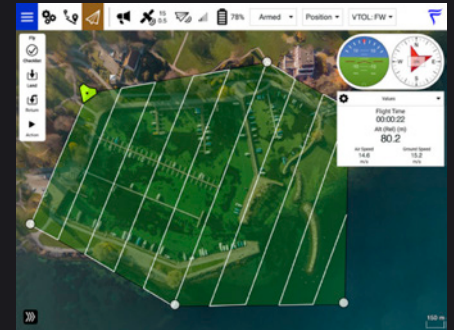 15
0.5
78%
Armed
Position
VTOL: FW
Fly
Checklist
Land
Return
Action
Values
Flight Time
00:00:22
Alt (Rel) (m)
80.2
Air Speed Ground Speed
14.6 15.2
m/s m/s
150 m